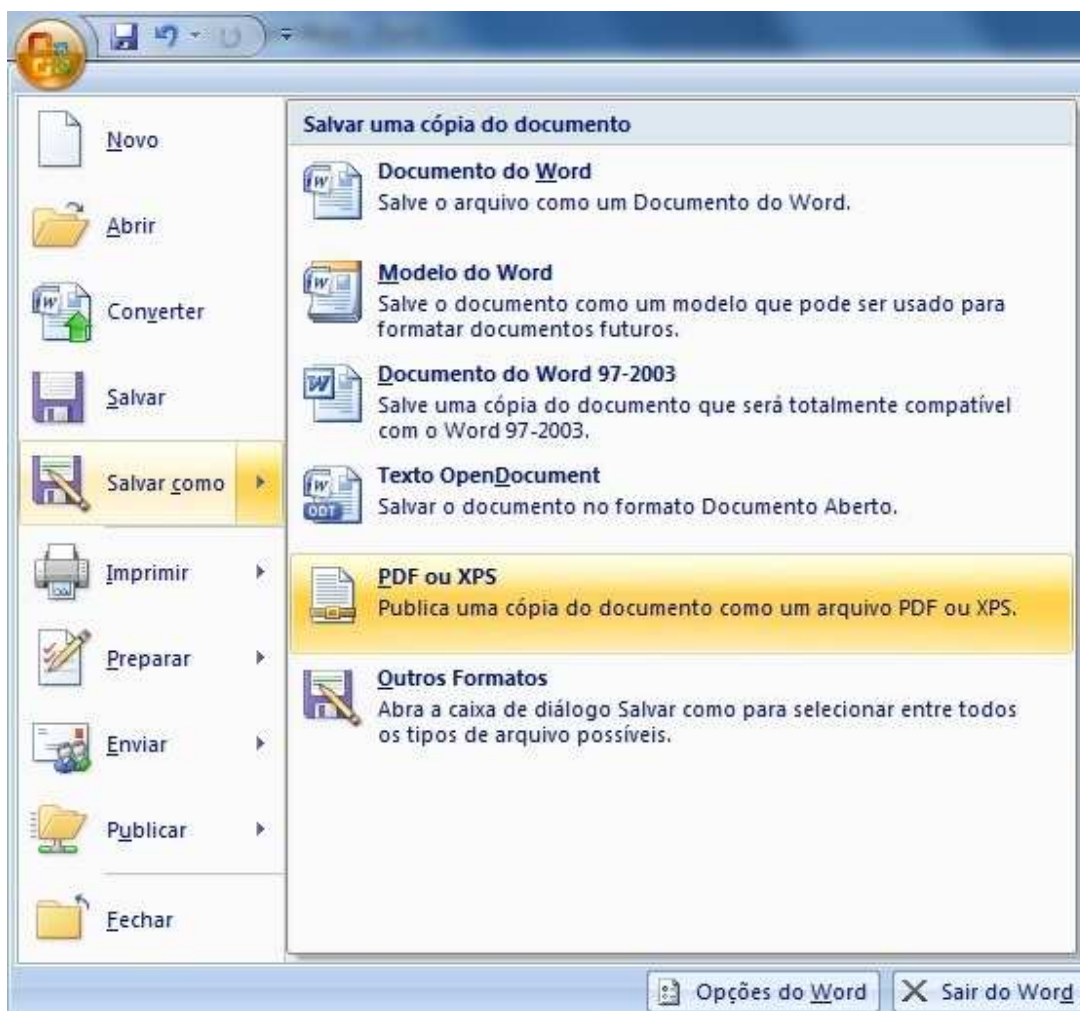 Novo
Abrir
Converter
Salvar
Salvar como
Imprimir
Preparar
Enviar
Publicar
Fechar
Salvar uma cópia do documento
Documento do Word
Salve o arquivo como um Documento do Word.
Modelo do Word
Salve o documento como um modelo que pode ser usado para
formatar documentos futuros.
Documento do Word 97-2003
Salve uma cópia do documento que será totalmente compatível
com o Word 97-2003.
Texto OpenDocument
ODT
Salvar o documento no formato Documento Aberto.
PDF ou XPS
Publica uma cópia do documento como um arquivo PDF ou XPS.
Outros Formatos
Abra a caixa de diálogo Salvar como para selecionar entre todos
os tipos de arquivo possíveis.
Opções do Word
Sair do Word